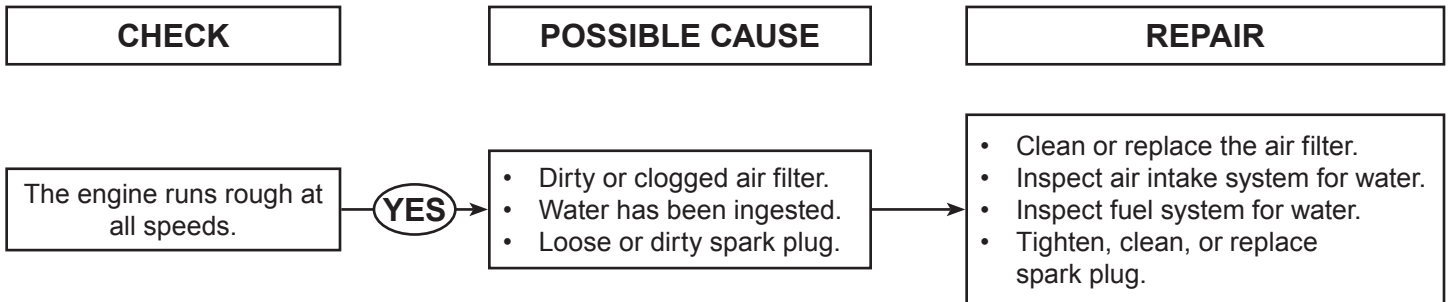 CHECK
POSSIBLE CAUSE
REPAIR
The engine runs rough at
all speeds.
YES
• Dirty or clogged air filter.
• Water has been ingested.
• Loose or dirty spark plug.
• Clean or replace the air filter.
• Inspect air intake system for water.
• Inspect fuel system for water.
• Tighten, clean, or replace
spark plug.